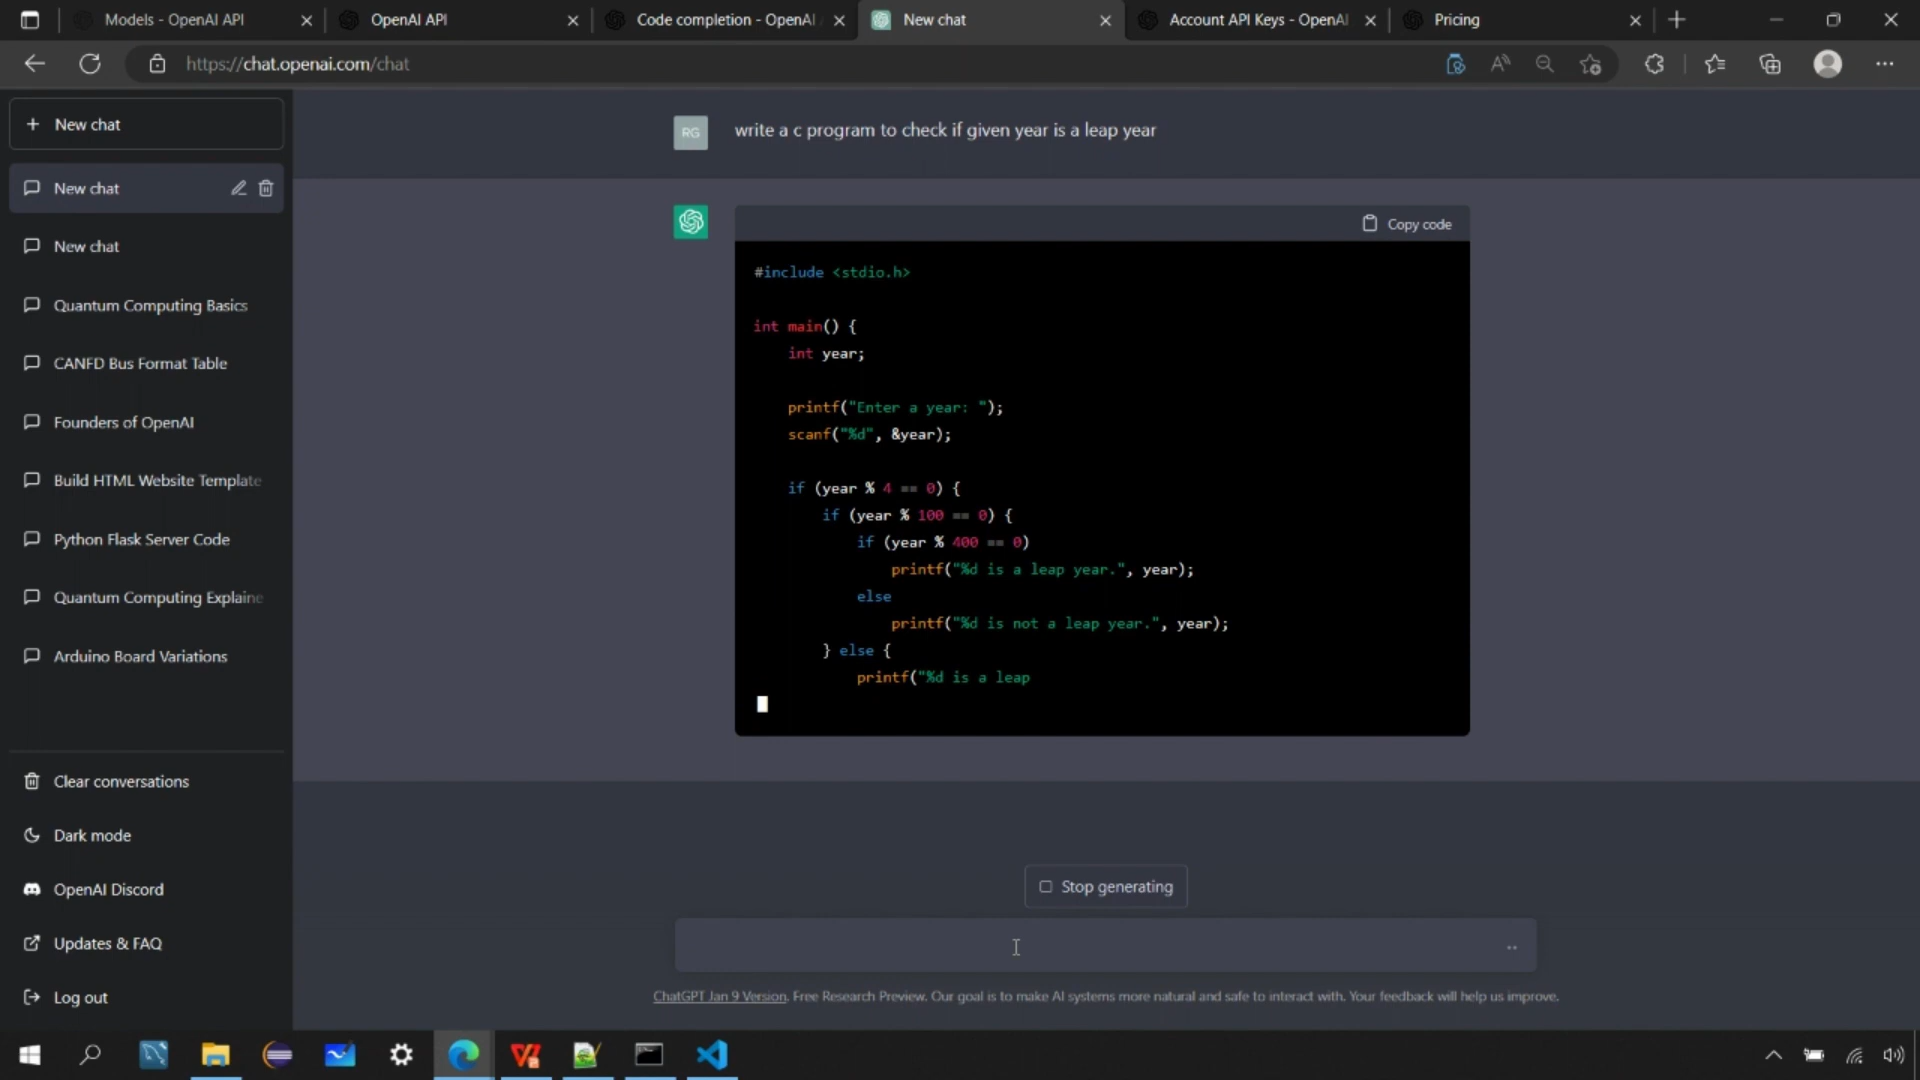 Models - OpenAI API
OpenAI API
Code completion - OpenAI
New chat
Account API Keys - OpenAI
Pricing
https://chat.openai.com/chat
New chat
New chat
New chat
Quantum Computing Basics
CANFD Bus Format Table
Founders of OpenAI
Build HTML Website Template
Python Flask Server Code
Quantum Computing Explaine
Arduino Board Variations
Clear conversations
Dark mode
OpenAI Discord
Updates & FAQ
Log out
RG
write a c program to check if given year is a leap year
Copy code
#include <stdio.h>
int main() {
int year;
printf("Enter a year: ");
scanf("%d", &year);
if (year % 4 == 0) {
if (year % 100 == 0) {
if (year % 400 == 0)
printf("%d is a leap year.", year);
else
printf("%d is not a leap year.", year);
} else {
printf("%d is a leap
Stop generating
ChatGPT Jan 9 Version. Free Research Preview. Our goal is to make AI systems more natural and safe to interact with. Your feedback will help us improve.